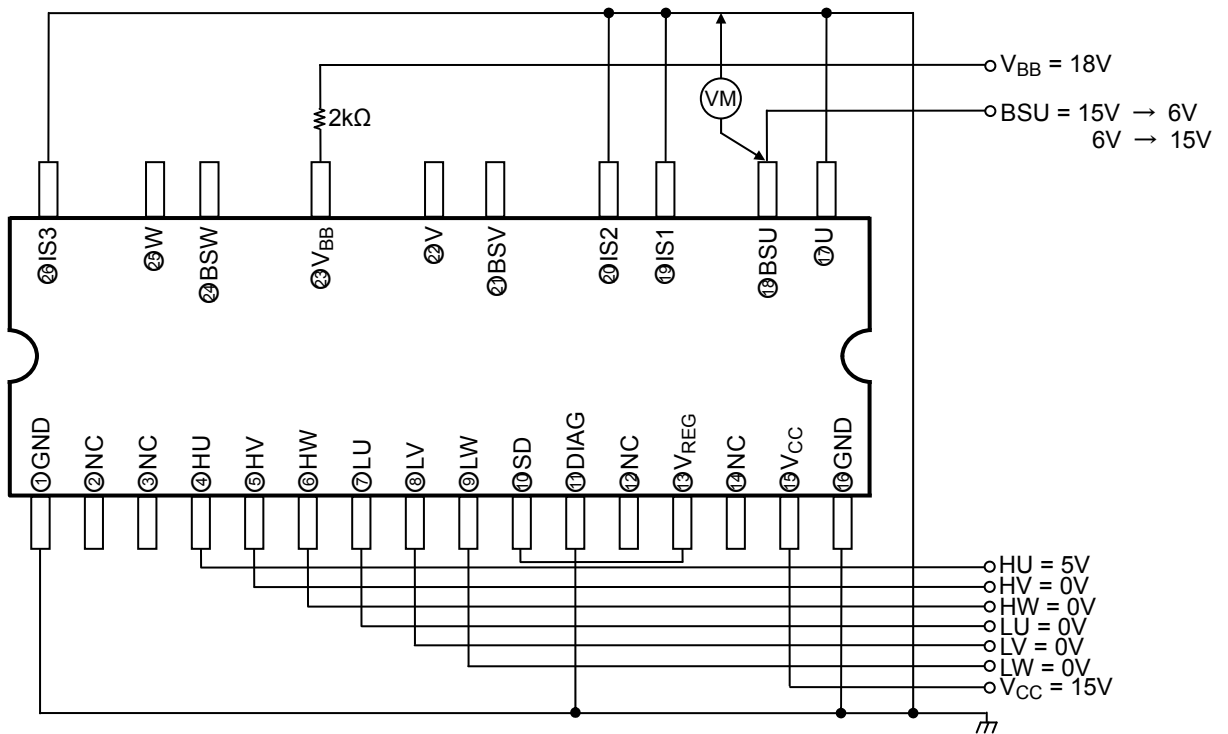 V_BB = 18V
VM
BSU = 15V → 6V
6V → 15V
2kΩ
㉖IS3
㉕W
㉔BSW
㉓V_BB
㉒V
㉑BSV
⑳IS2
⑲IS1
⑱BSU
⑰U
①GND
②NC
③NC
④HU
⑤HV
⑥HW
⑦LU
⑧LV
⑨LW
⑩SD
⑪DIAG
⑫NC
⑬V_REG
⑭NC
⑮V_CC
⑯GND
HU = 5V
HV = 0V
HW = 0V
LU = 0V
LV = 0V
LW = 0V
V_CC = 15V